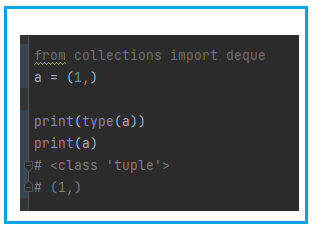 from collections import deque
a = (1,)
print(type(a))
print(a)
# <class 'tuple'>
# (1,)